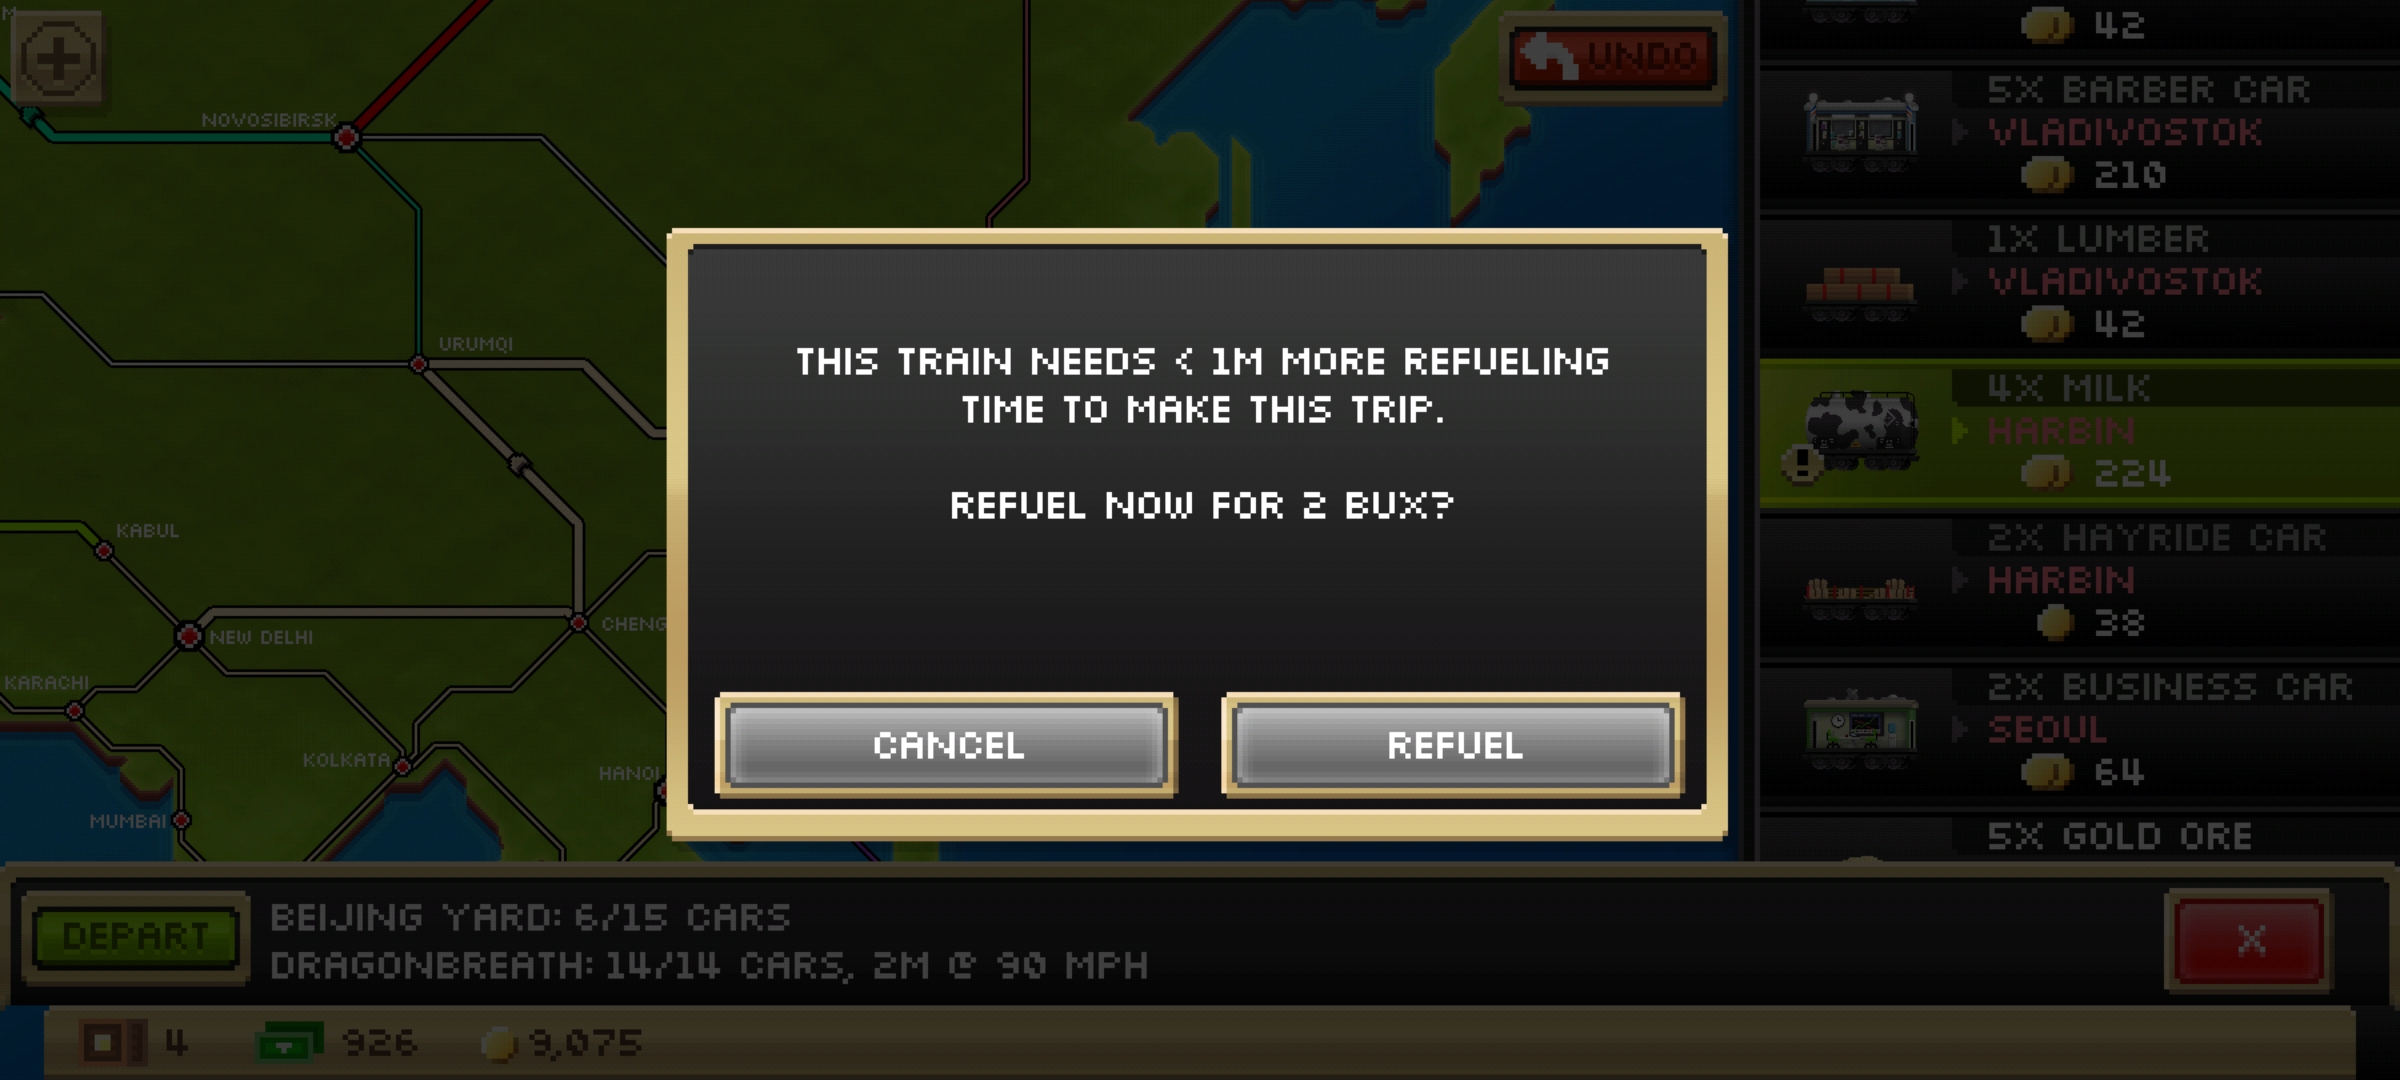 M
UNDO
NOVOSIBIRSK
URUMQI
KABUL
NEW DELHI
KARACHI
CHENG
KOLKATA
HANOI
MUMBAI
THIS TRAIN NEEDS < 1M MORE REFUELING
TIME TO MAKE THIS TRIP.
REFUEL NOW FOR 2 BUX?
CANCEL
REFUEL
42
5X BARBER CAR
VLADIVOSTOK
210
1X LUMBER
VLADIVOSTOK
42
4X MILK
HARBIN
224
2X HAYRIDE CAR
HARBIN
38
2X BUSINESS CAR
SEOUL
64
5X GOLD ORE
DEPART
BEIJING YARD: 6/15 CARS
DRAGONBREATH: 14/14 CARS, 2M @ 90 MPH
X
4
926
9,075